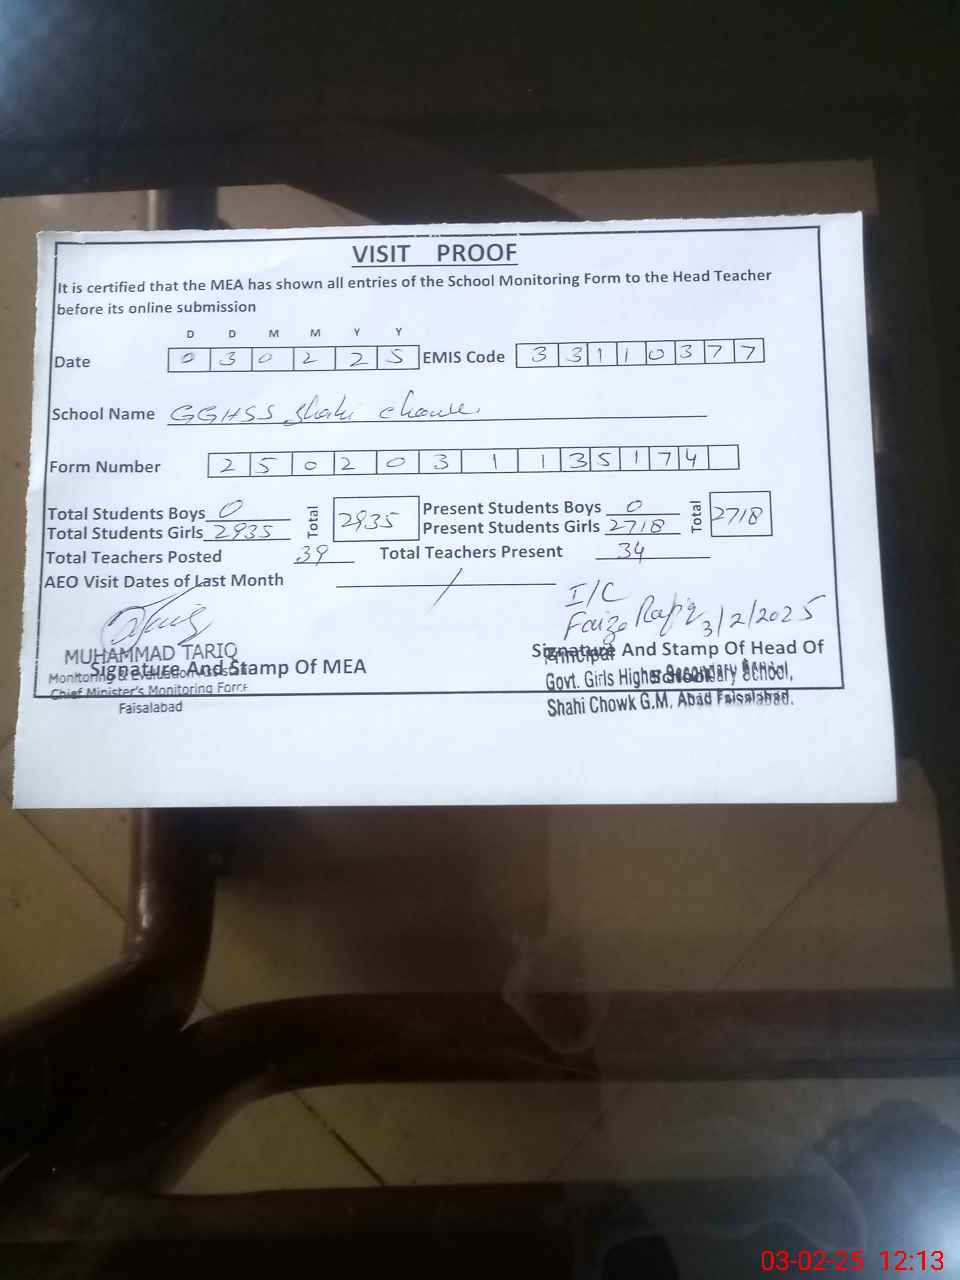 VISIT PROOF
It is certified that the MEA has shown all entries of the School Monitoring Form to the Head Teacher
before its online submission
D D M M Y Y
Date 0 3 0 2 2 5 EMIS Code 3 3 1 1 0 3 7 7
School Name GGHSS Shahi Chowk
Form Number 2 5 0 2 0 3 1 1 3 5 1 7 4
Total Students Boys 0 Total 2935 Present Students Boys 0 Total 2718
Total Students Girls 2935 Present Students Girls 2718
Total Teachers Posted 39 Total Teachers Present 34
AEO Visit Dates of Last Month /
I/C
Faiza Rafiq 3/2/2025
MUHAMMAD TARIQ
Signature And Stamp Of MEA
Monitoring & Evaluation Assistant
Chief Minister's Monitoring Force
Faisalabad
Signature And Stamp Of Head Of
School
Principal
Govt. Girls Higher Secondary School,
Shahi Chowk G.M. Abad Faisalabad.
03-02-25 12:13